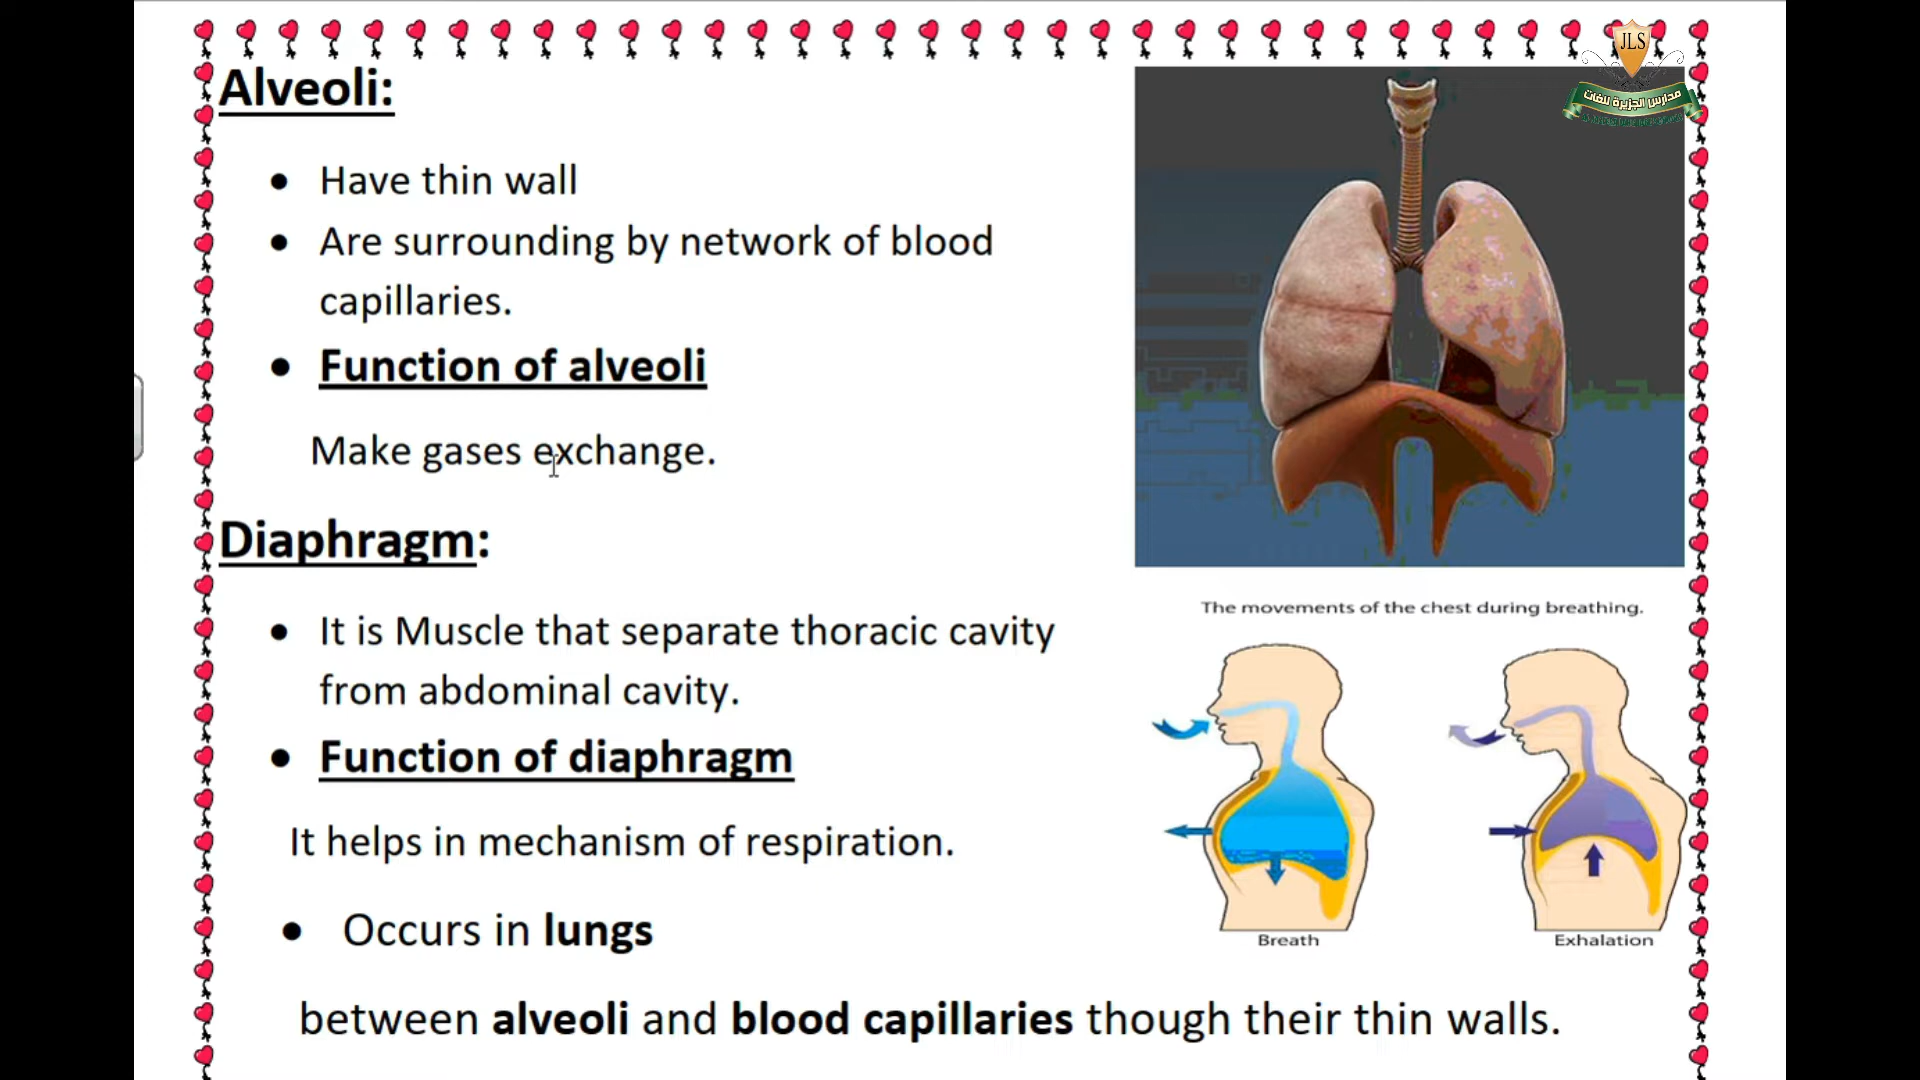 JLS
مدارس الجزيرة للغات
Alveoli:
Have thin wall
Are surrounding by network of blood
capillaries.
Function of alveoli
Make gases exchange.
Diaphragm:
It is Muscle that separate thoracic cavity
from abdominal cavity.
Function of diaphragm
It helps in mechanism of respiration.
Occurs in lungs
between alveoli and blood capillaries though their thin walls.
The movements of the chest during breathing.
Breath
Exhalation